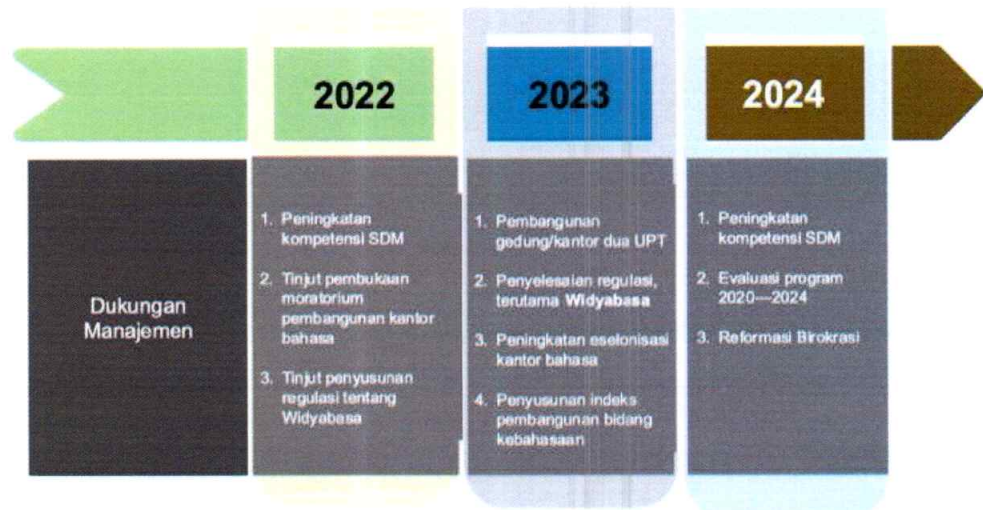 2022
2023
2024
Dukungan
Manajemen
1. Peningkatan
kompetensi SDM
2. Tinjut pembukaan
moratorium
pembangunan kantor
bahasa
3. Tinjut penyusunan
regulasi tentang
Widyabasa
1. Pembangunan
gedung/kantor dua UPT
2. Penyelesaian regulasi,
terutama Widyabasa
3. Peningkatan eselonisasi
kantor bahasa
4. Penyusunan indeks
pembangunan bidang
kebahasaan
1. Peningkatan
kompetensi SDM
2. Evaluasi program
2020—2024
3. Reformasi Birokrasi